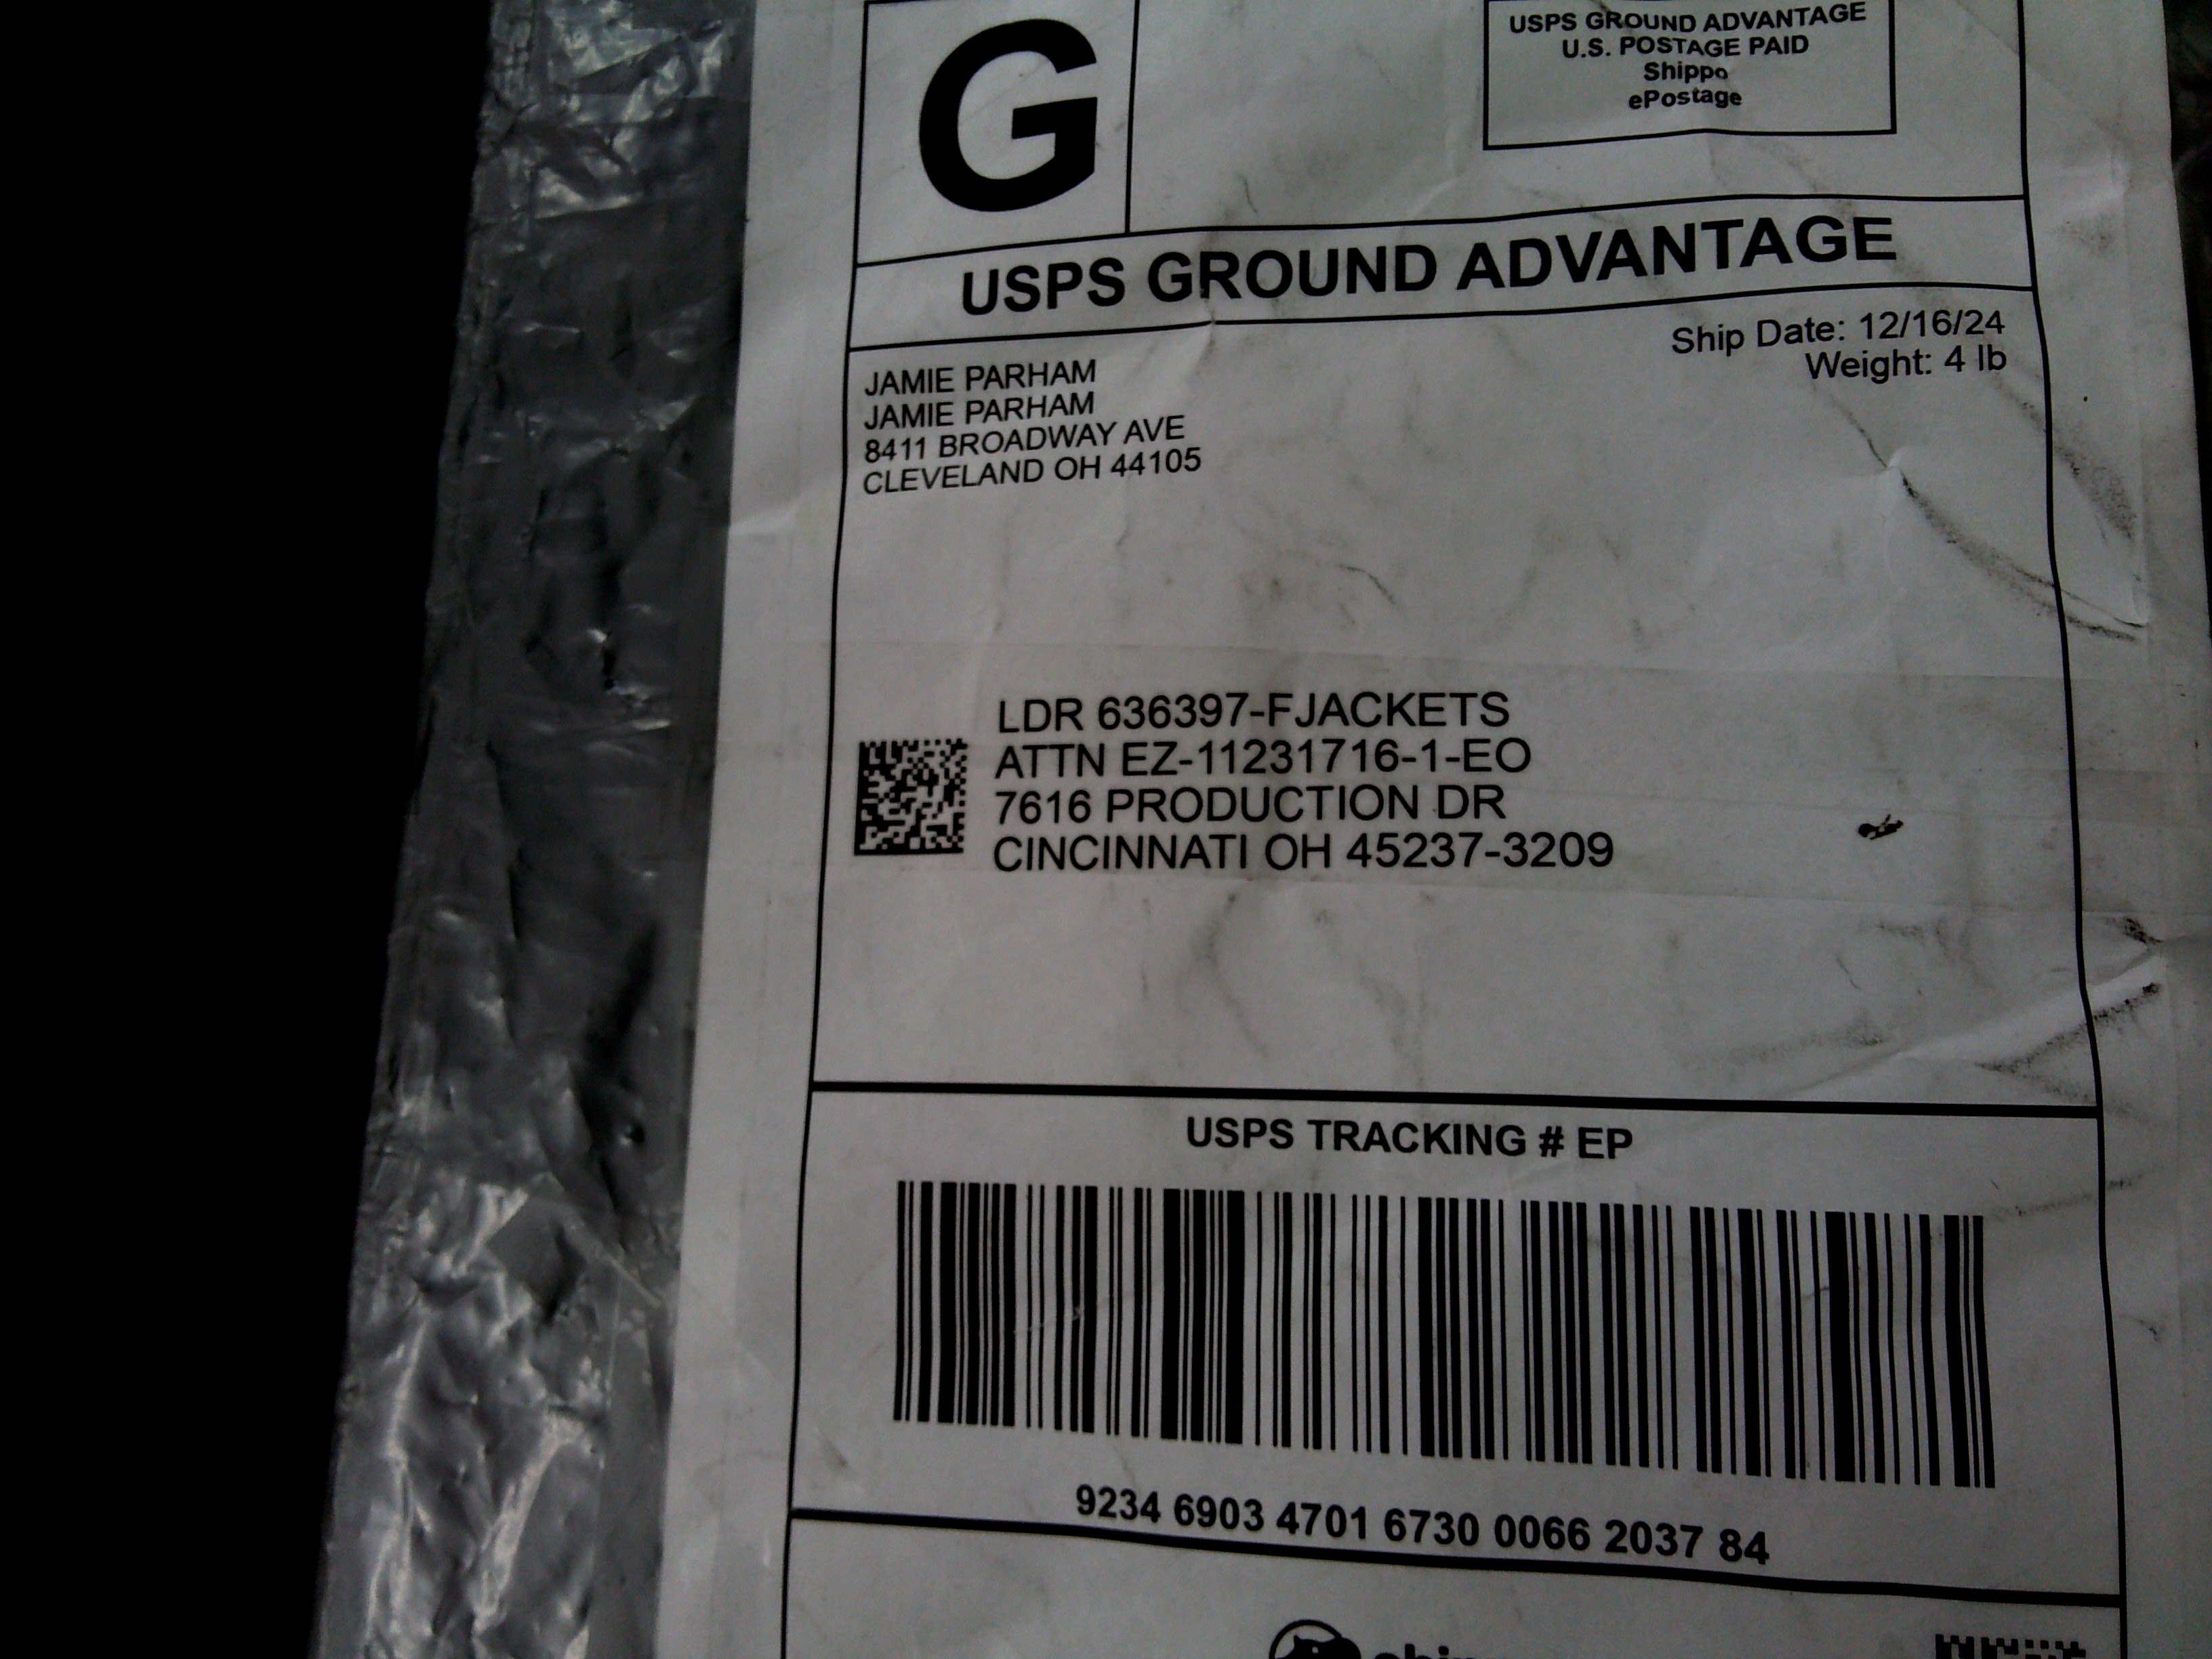 G
USPS GROUND ADVANTAGE
U.S. POSTAGE PAID
Shippo
ePostage
USPS GROUND ADVANTAGE
Ship Date: 12/16/24
Weight: 4 lb
JAMIE PARHAM
JAMIE PARHAM
8411 BROADWAY AVE
CLEVELAND OH 44105
LDR 636397-FJACKETS
ATTN EZ-11231716-1-EO
7616 PRODUCTION DR
CINCINNATI OH 45237-3209
USPS TRACKING # EP
9234 6903 4701 6730 0066 2037 84